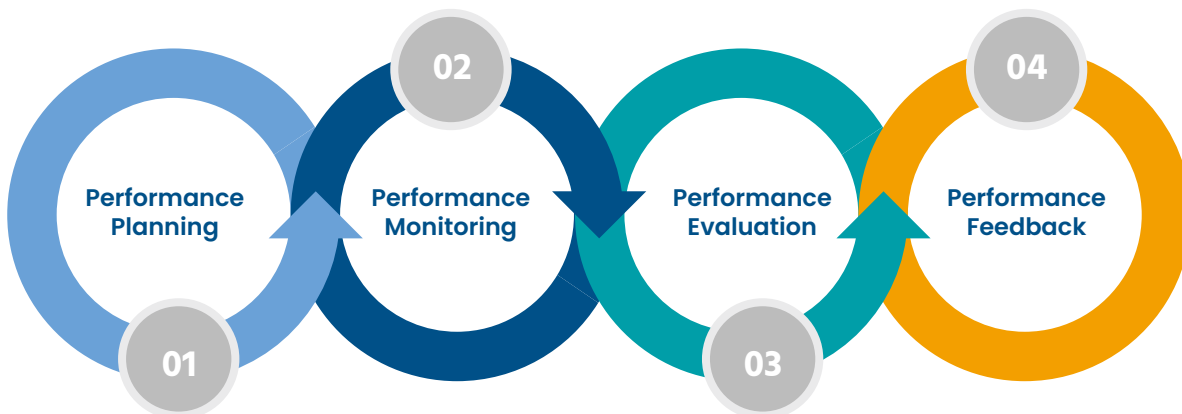 01
Performance
Planning
02
Performance
Monitoring
03
Performance
Evaluation
04
Performance
Feedback